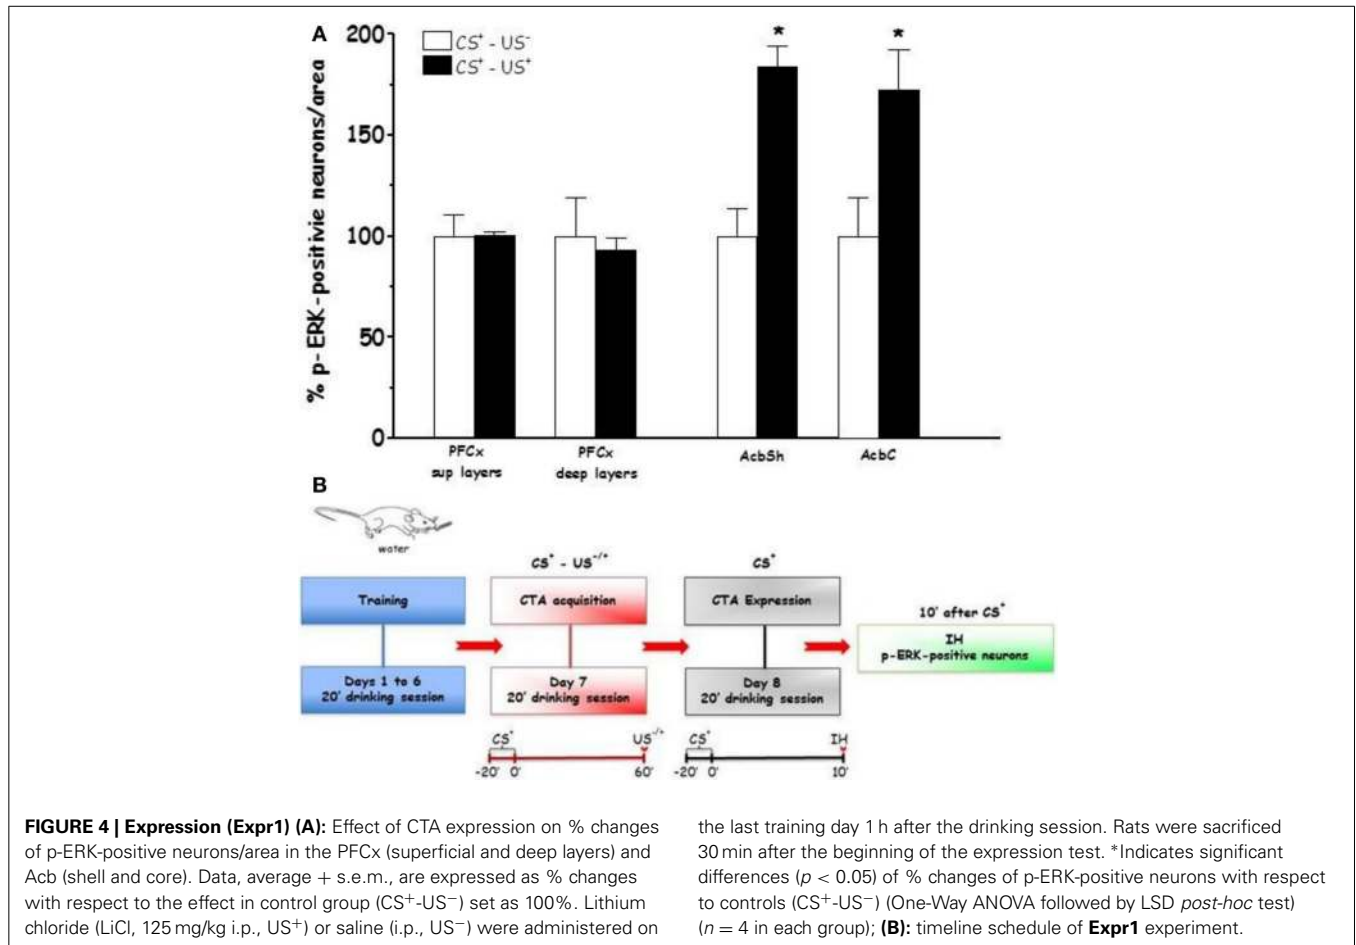 A
200
150
100
50
0
% p-ERK-positivie neurons/area
CS⁺ - US⁻
CS⁺ - US⁺
*
*
PFCx
sup layers
PFCx
deep layers
AcbSh
AcbC
B
water
Training
Days 1 to 6
20' drinking session
CS⁺ - US⁻/⁺
CTA acquisition
Day 7
20' drinking session
CS⁺
US⁻/⁺
-20' 0'
60'
CS⁺
CTA Expression
Day 8
20' drinking session
CS⁺
IH
-20' 0'
10'
10' after CS⁺
IH
p-ERK-positive neurons
FIGURE 4 | Expression (Expr1) (A): Effect of CTA expression on % changes
of p-ERK-positive neurons/area in the PFCx (superficial and deep layers) and
Acb (shell and core). Data, average + s.e.m., are expressed as % changes
with respect to the effect in control group (CS⁺-US⁻) set as 100%. Lithium
chloride (LiCl, 125 mg/kg i.p., US⁺) or saline (i.p., US⁻) were administered on
the last training day 1 h after the drinking session. Rats were sacrificed
30 min after the beginning of the expression test. *Indicates significant
differences (p < 0.05) of % changes of p-ERK-positive neurons with respect
to controls (CS⁺-US⁻) (One-Way ANOVA followed by LSD post-hoc test)
(n = 4 in each group); (B): timeline schedule of Expr1 experiment.